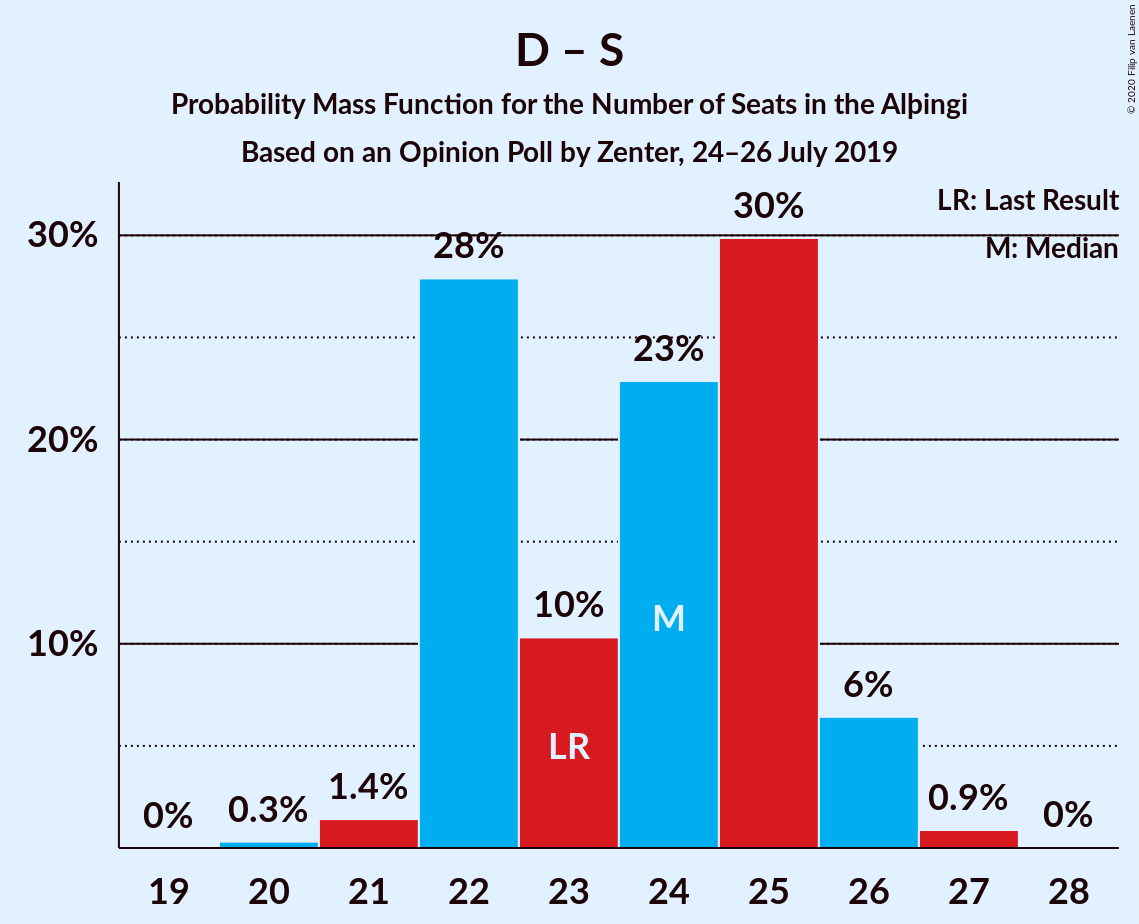 D – S
Probability Mass Function for the Number of Seats in the Alþingi
Based on an Opinion Poll by Zenter, 24–26 July 2019
© 2020 Filip van Laenen
LR: Last Result
M: Median
30%
20%
10%
0%
0.3%
1.4%
28%
10%
23%
30%
6%
0.9%
0%
LR
M
19 20 21 22 23 24 25 26 27 28